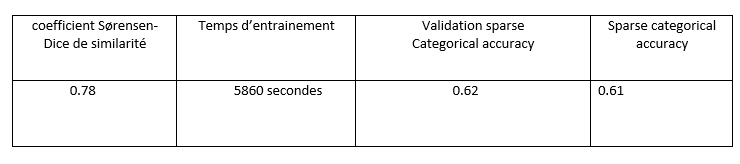 coefficient Sørensen-
Dice de similarité
Temps d'entrainement
Validation sparse
Categorical accuracy
Sparse categorical
accuracy
0.78
5860 secondes
0.62
0.61